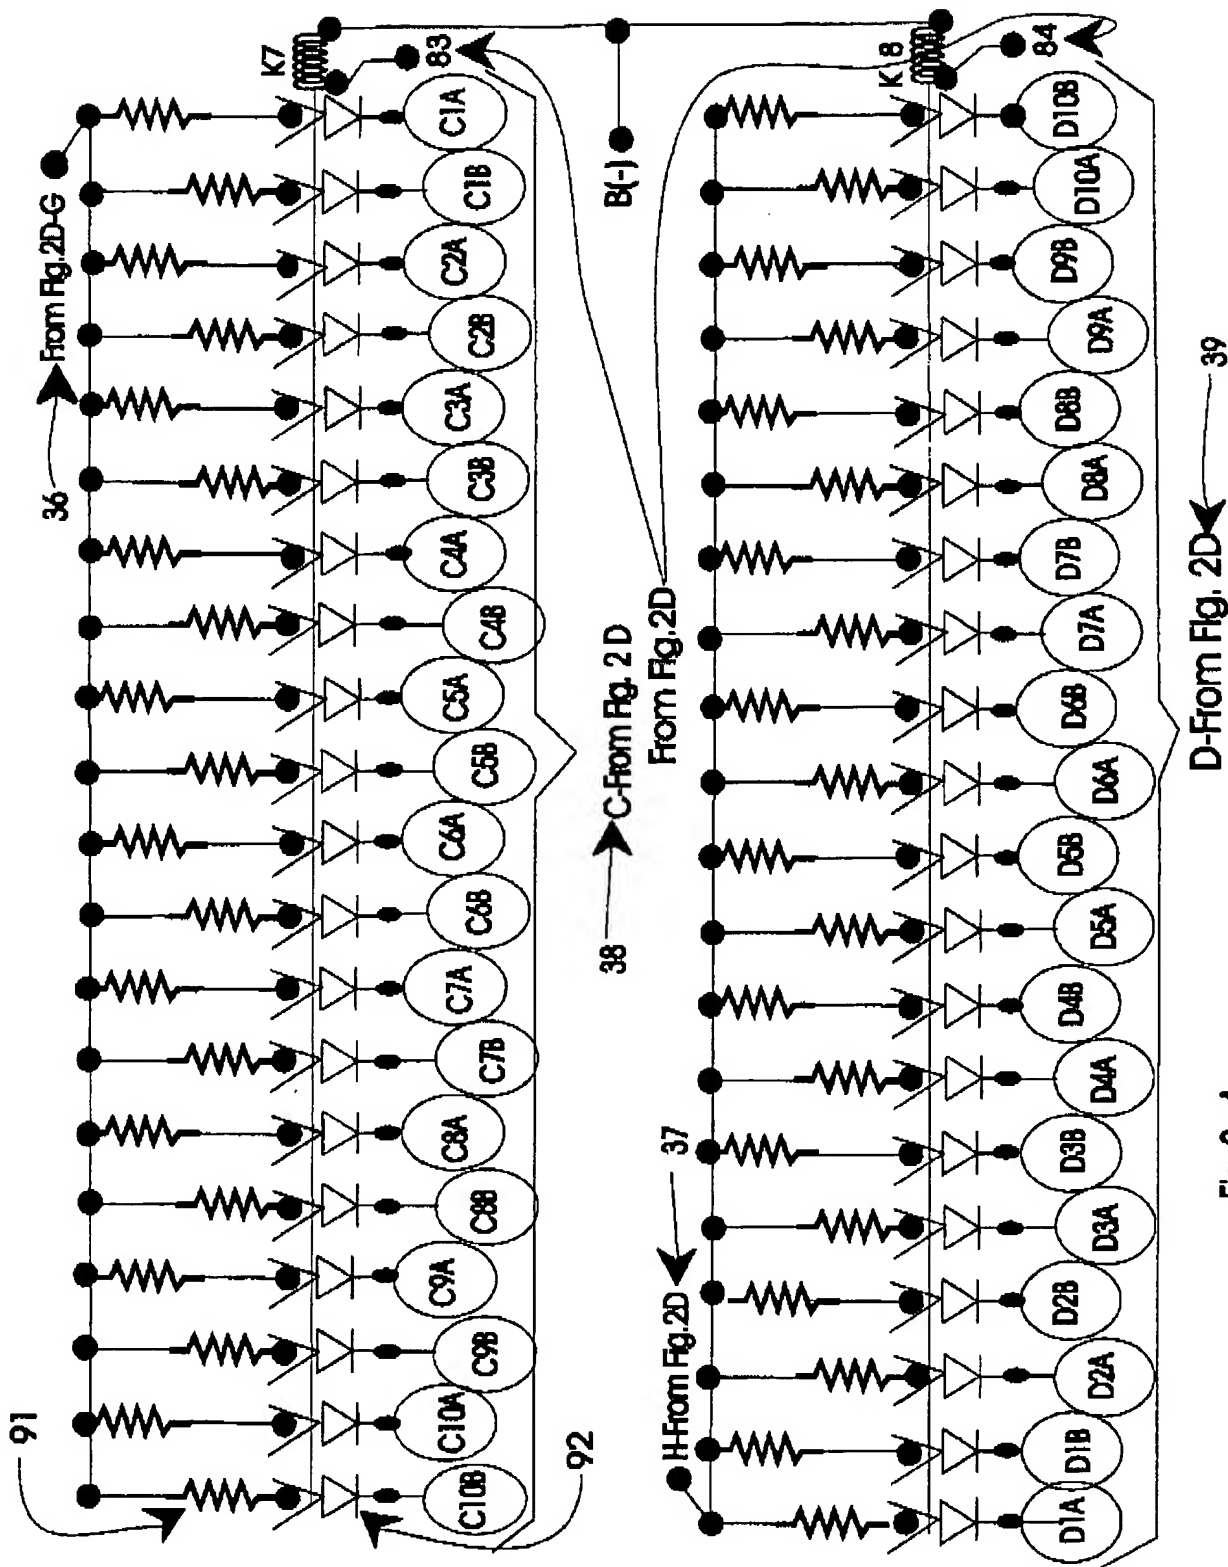 91
36
From Fig.2D-G
K7
83
C10B
C10A
C9B
C9A
C8B
C8A
C7B
C7A
C6B
C6A
C5B
C5A
C4B
C4A
C3B
C3A
C2B
C2A
C1B
C1A
92
38
C-From Fig. 2 D
From Fig.2D
B(-)
H-From Fig.2D
37
K 8
84
D1A
D1B
D2A
D2B
D3A
D3B
D4A
D4B
D5A
D5B
D6A
D6B
D7A
D7B
D8A
D8B
D9A
D9B
D10A
D10B
D-From Fig. 2D
39